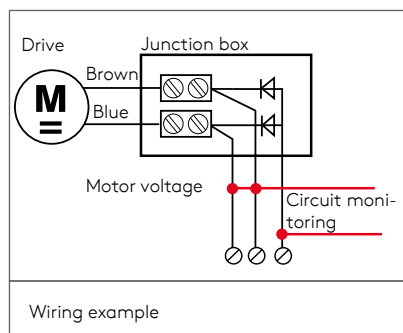 Drive
Junction box
Brown
M
Blue
Motor voltage
Circuit moni-
toring
Wiring example